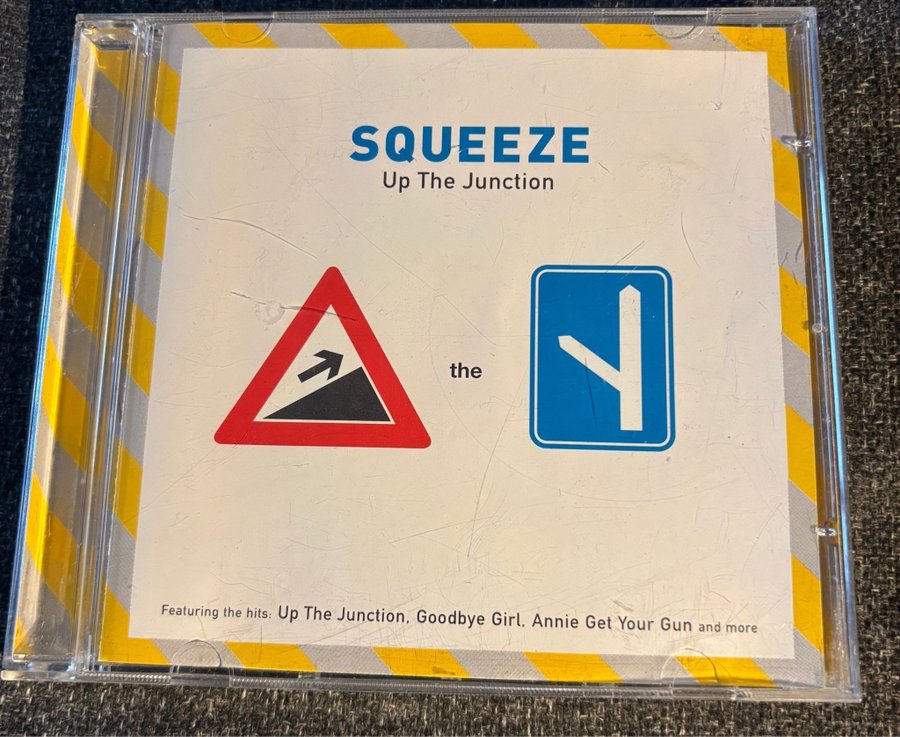 SQUEEZE
Up The Junction
the
Featuring the hits: Up The Junction, Goodbye Girl, Annie Get Your Gun and more